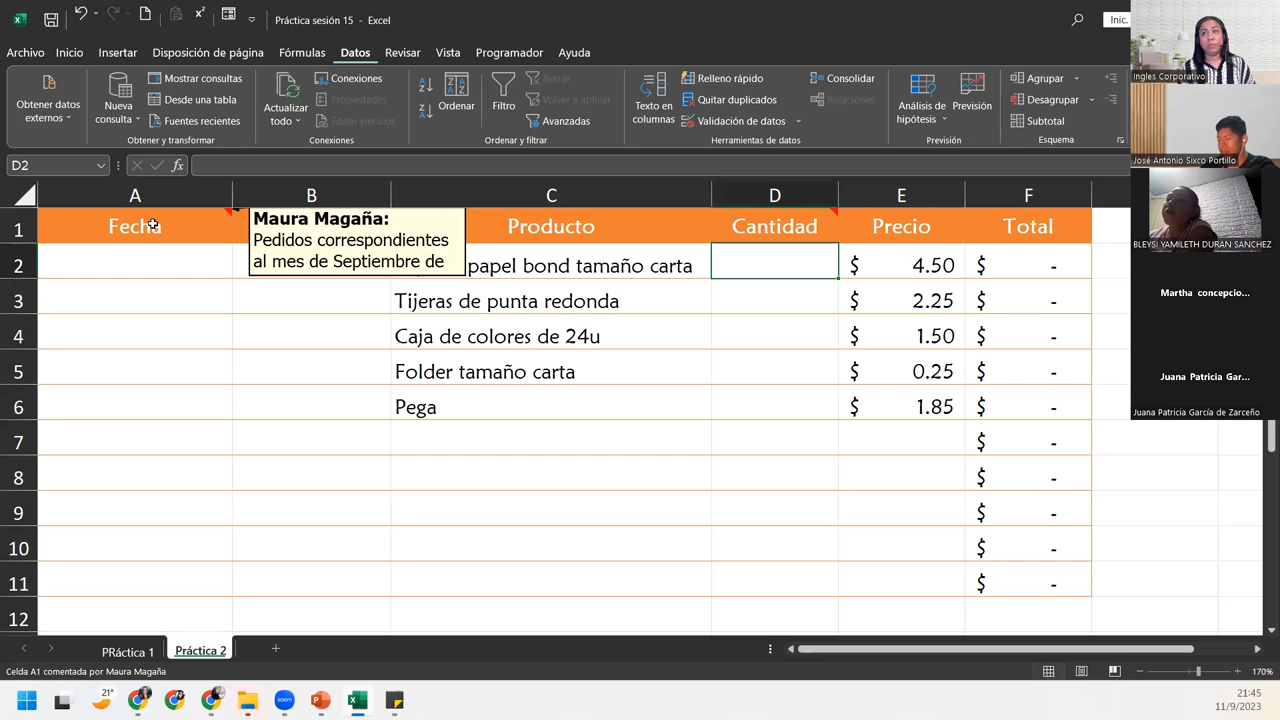 Práctica sesión 15 - Excel
Inic.
Archivo Inicio Insertar Disposición de página Fórmulas Datos Revisar Vista Programador Ayuda
Obtener datos externos
Nueva consulta
Mostrar consultas
Desde una tabla
Fuentes recientes
Obtener y transformar
Actualizar todo
Conexiones
Propiedades
Editar vínculos
Conexiones
Ordenar
Filtro
Borrar
Volver a aplicar
Avanzadas
Ordenar y filtrar
Texto en columnas
Relleno rápido
Quitar duplicados
Validación de datos
Consolidar
Relaciones
Herramientas de datos
Análisis de hipótesis
Previsión
Previsión
Agrupar
Desagrupar
Subtotal
Esquema
D2
fx
A B C D E F
1 Fecha Producto Cantidad Precio Total
Maura Magaña:
Pedidos correspondientes
al mes de Septiembre de
2 papel bond tamaño carta $ 4.50 $ -
3 Tijeras de punta redonda $ 2.25 $ -
4 Caja de colores de 24u $ 1.50 $ -
5 Folder tamaño carta $ 0.25 $ -
6 Pega $ 1.85 $ -
7 $ -
8 $ -
9 $ -
10 $ -
11 $ -
12
PRáctica 1 Práctica 2
Celda A1 comentada por Maura Magaña
170%
21°
zoom
21:45
11/9/2023
Ingles Corporativo
José Antonio Sixco Portillo
BLEYSI YAMILETH DURAN SANCHEZ
Martha concepcio...
Juana Patricia Gar...
Juana Patricia García de Zarceño